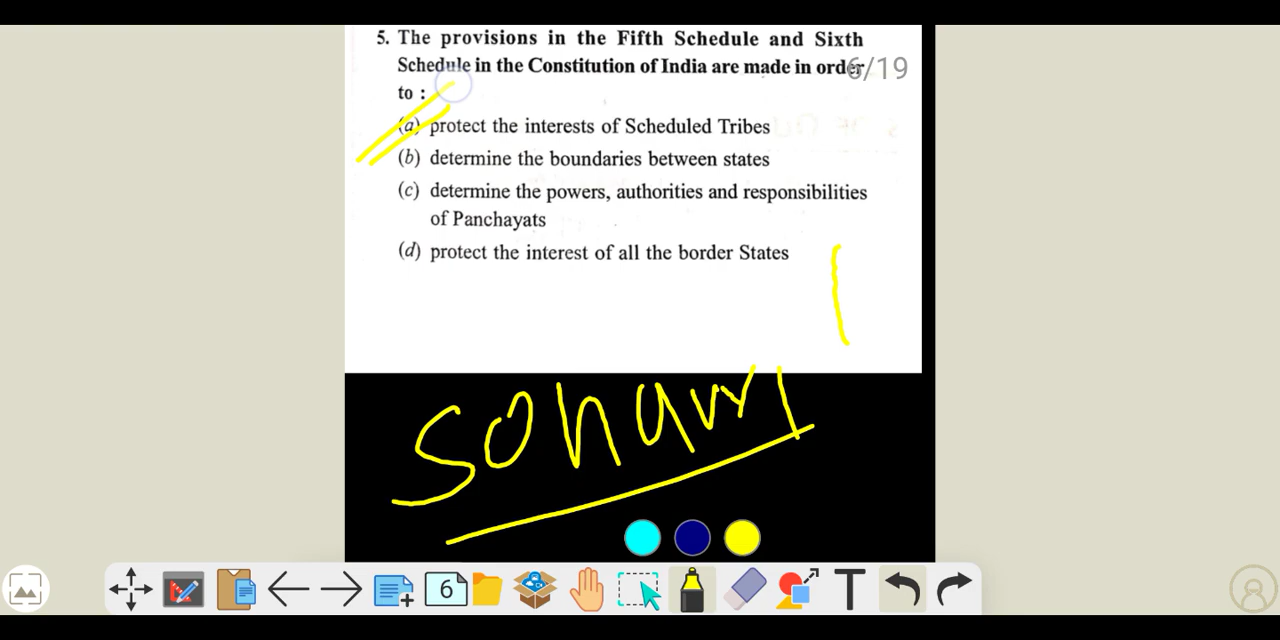 5. The provisions in the Fifth Schedule and Sixth
Schedule in the Constitution of India are made in order
6/19
to :
(a) protect the interests of Scheduled Tribes
(b) determine the boundaries between states
(c) determine the powers, authorities and responsibilities
of Panchayats
(d) protect the interest of all the border States
6
T